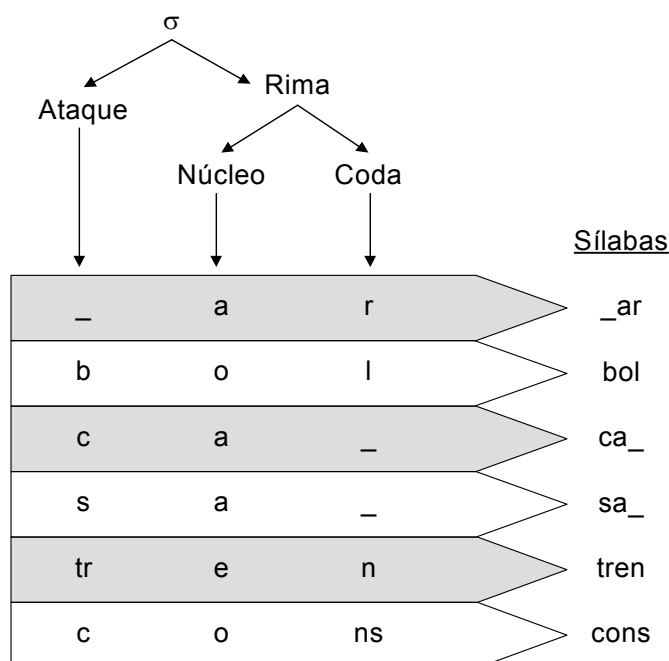 σ
Rima
Ataque
Núcleo Coda
Sílabas
_ a r _ar
b o l bol
c a _ ca_
s a _ sa_
tr e n tren
c o ns cons